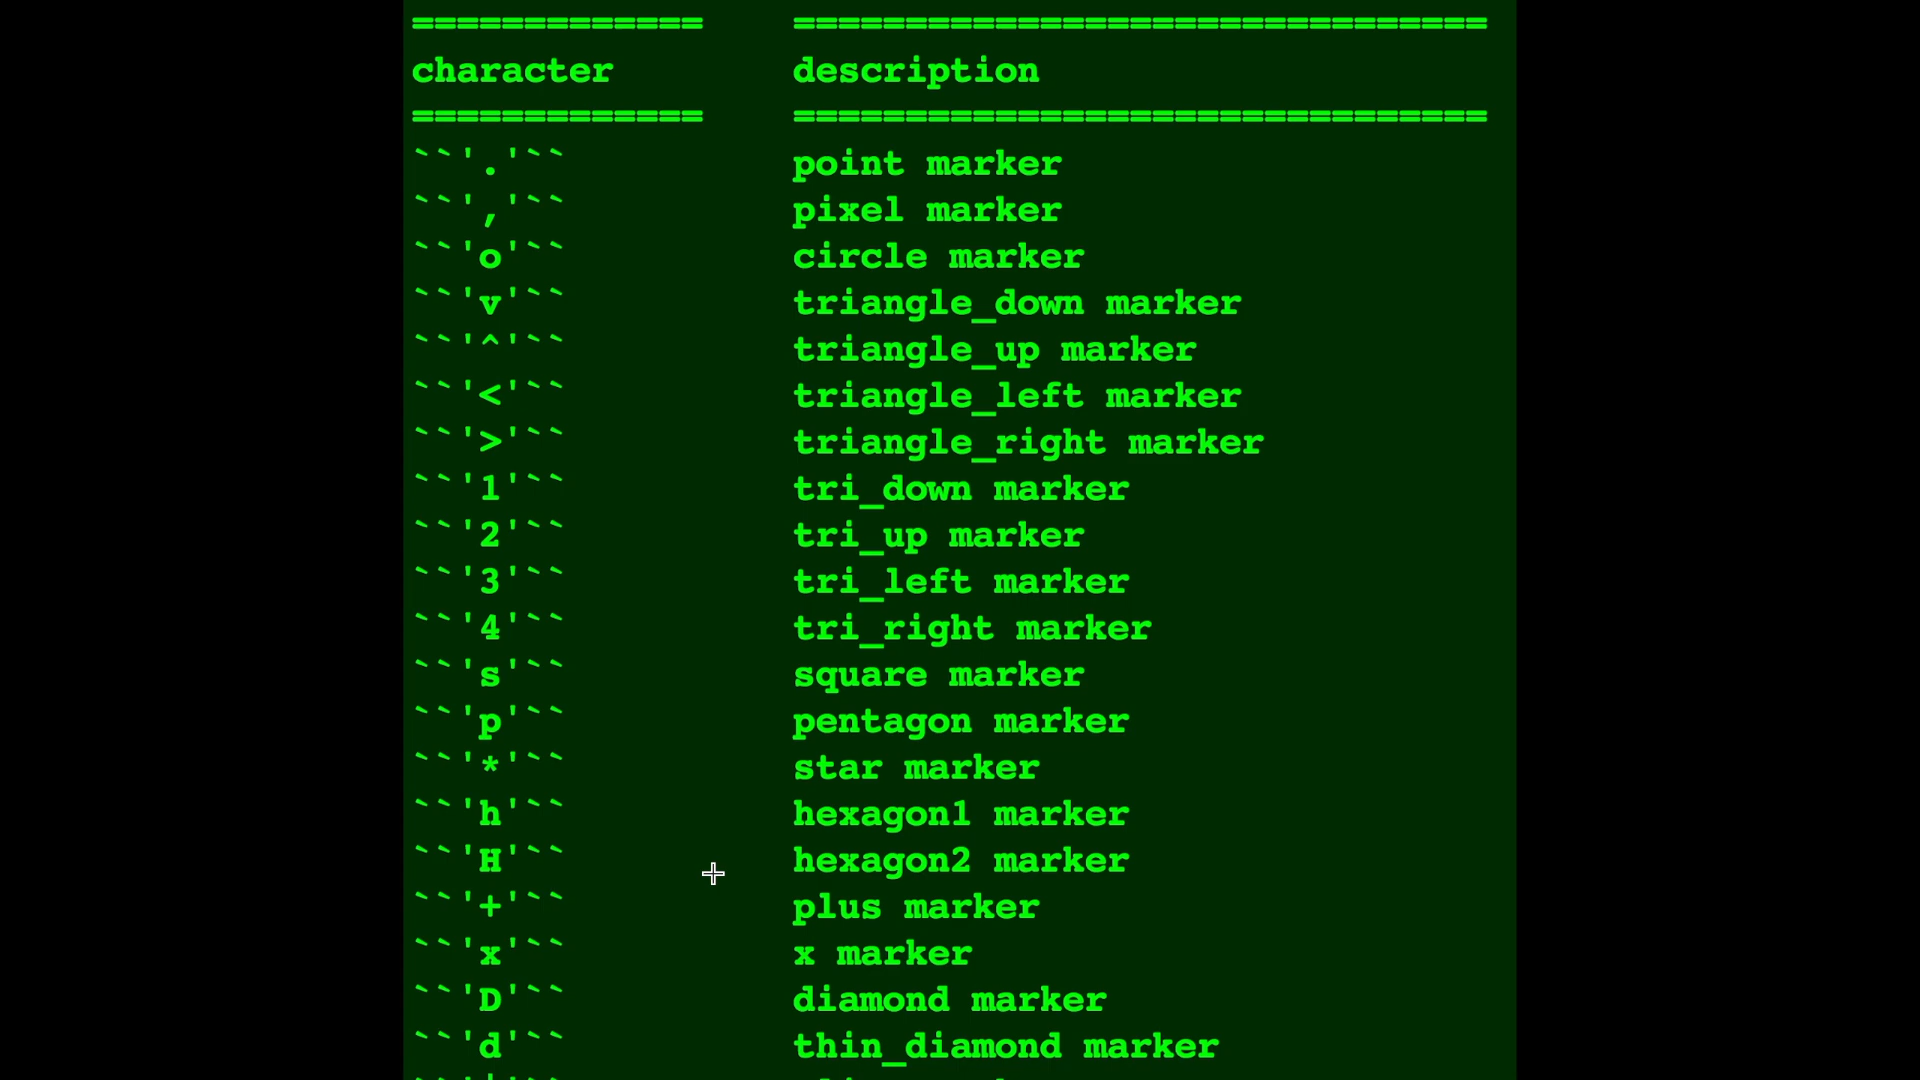 =============    ===============================
character        description
=============    ===============================
``'.'``          point marker
``','``          pixel marker
``'o'``          circle marker
``'v'``          triangle_down marker
``'^'``          triangle_up marker
``'<'``          triangle_left marker
``'>'``          triangle_right marker
``'1'``          tri_down marker
``'2'``          tri_up marker
``'3'``          tri_left marker
``'4'``          tri_right marker
``'s'``          square marker
``'p'``          pentagon marker
``'*'``          star marker
``'h'``          hexagon1 marker
``'H'``          hexagon2 marker
``'+'``          plus marker
``'x'``          x marker
``'D'``          diamond marker
``'d'``          thin_diamond marker